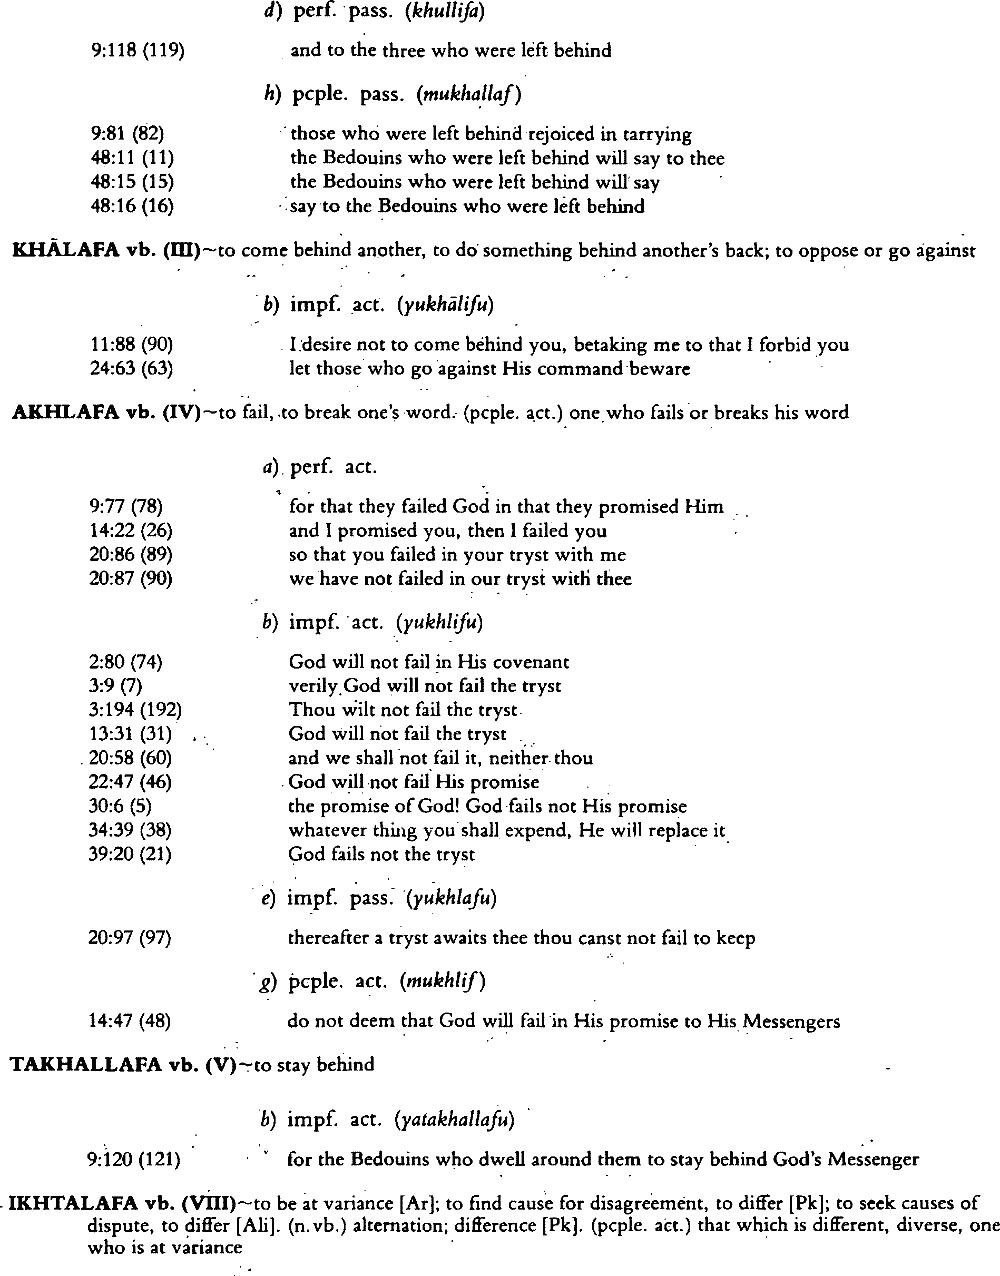 d) perf. pass. (khullifa)
9:118 (119) and to the three who were left behind
h) pcple. pass. (mukhallaf)
9:81 (82) those who were left behind rejoiced in tarrying
48:11 (11) the Bedouins who were left behind will say to thee
48:15 (15) the Bedouins who were left behind will say
48:16 (16) say to the Bedouins who were left behind
KHĀLAFA vb. (III)~to come behind another, to do something behind another's back; to oppose or go against
b) impf. act. (yukhālifu)
11:88 (90) I desire not to come behind you, betaking me to that I forbid you
24:63 (63) let those who go against His command beware
AKHLAFA vb. (IV)~to fail, to break one's word. (pcple. act.) one who fails or breaks his word
a) perf. act.
9:77 (78) for that they failed God in that they promised Him
14:22 (26) and I promised you, then I failed you
20:86 (89) so that you failed in your tryst with me
20:87 (90) we have not failed in our tryst with thee
b) impf. act. (yukhlifu)
2:80 (74) God will not fail in His covenant
3:9 (7) verily God will not fail the tryst
3:194 (192) Thou wilt not fail the tryst
13:31 (31) God will not fail the tryst
20:58 (60) and we shall not fail it, neither thou
22:47 (46) God will not fail His promise
30:6 (5) the promise of God! God fails not His promise
34:39 (38) whatever thing you shall expend, He will replace it
39:20 (21) God fails not the tryst
e) impf. pass. (yukhlafu)
20:97 (97) thereafter a tryst awaits thee thou canst not fail to keep
g) pcple. act. (mukhlif)
14:47 (48) do not deem that God will fail in His promise to His Messengers
TAKHALLAFA vb. (V)~to stay behind
b) impf. act. (yatakhallafu)
9:120 (121) for the Bedouins who dwell around them to stay behind God's Messenger
IKHTALAFA vb. (VIII)~to be at variance [Ar]; to find cause for disagreement, to differ [Pk]; to seek causes of
dispute, to differ [Ali]. (n. vb.) alternation; difference [Pk]. (pcple. act.) that which is different, diverse, one
who is at variance